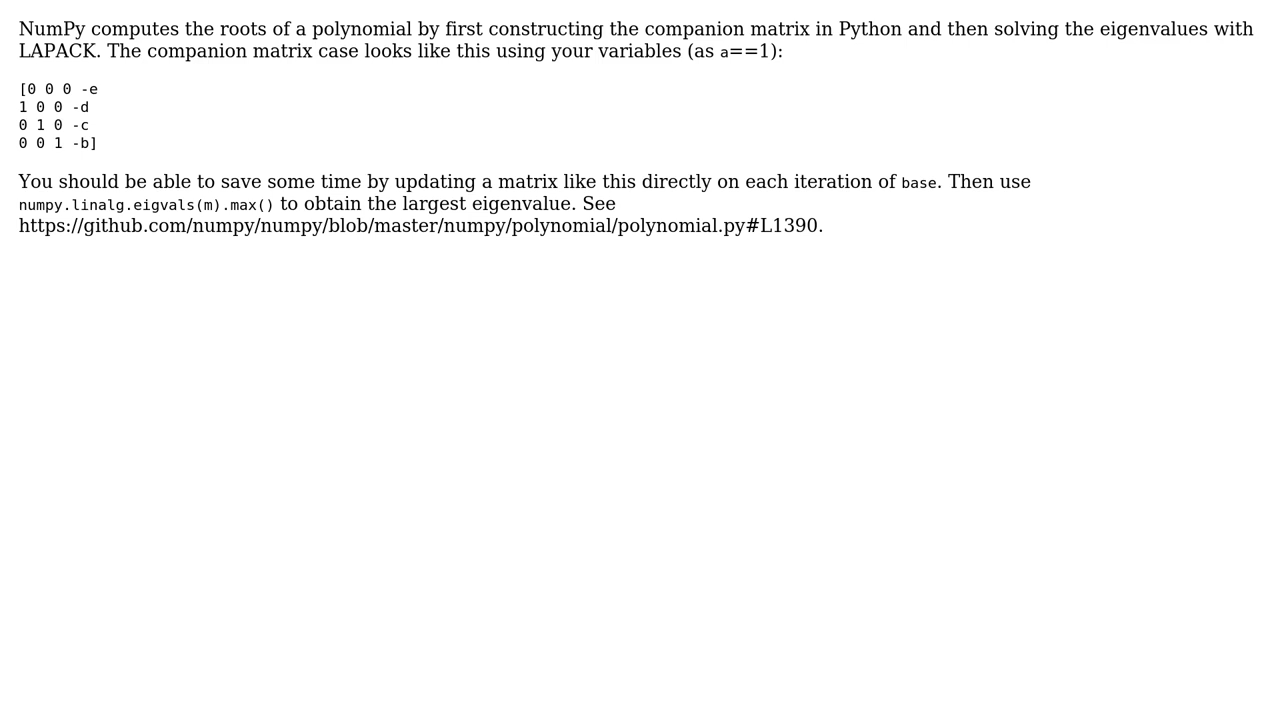 NumPy computes the roots of a polynomial by first constructing the companion matrix in Python and then solving the eigenvalues with
LAPACK. The companion matrix case looks like this using your variables (as a==1):
[0 0 0 -e
1 0 0 -d
0 1 0 -c
0 0 1 -b]
You should be able to save some time by updating a matrix like this directly on each iteration of base. Then use
numpy.linalg.eigvals(m).max() to obtain the largest eigenvalue. See
https://github.com/numpy/numpy/blob/master/numpy/polynomial/polynomial.py#L1390.